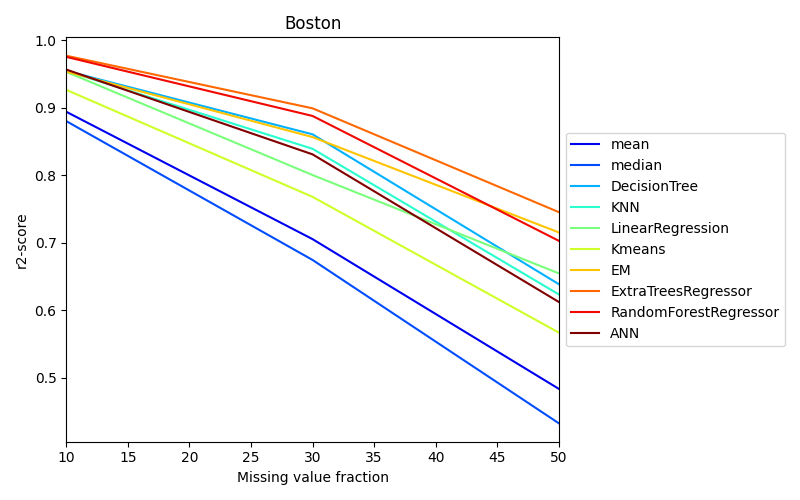 Boston
1.0
0.9
0.8
0.7
0.6
0.5
r2-score
10 15 20 25 30 35 40 45 50
Missing value fraction
mean
median
DecisionTree
KNN
LinearRegression
Kmeans
EM
ExtraTreesRegressor
RandomForestRegressor
ANN